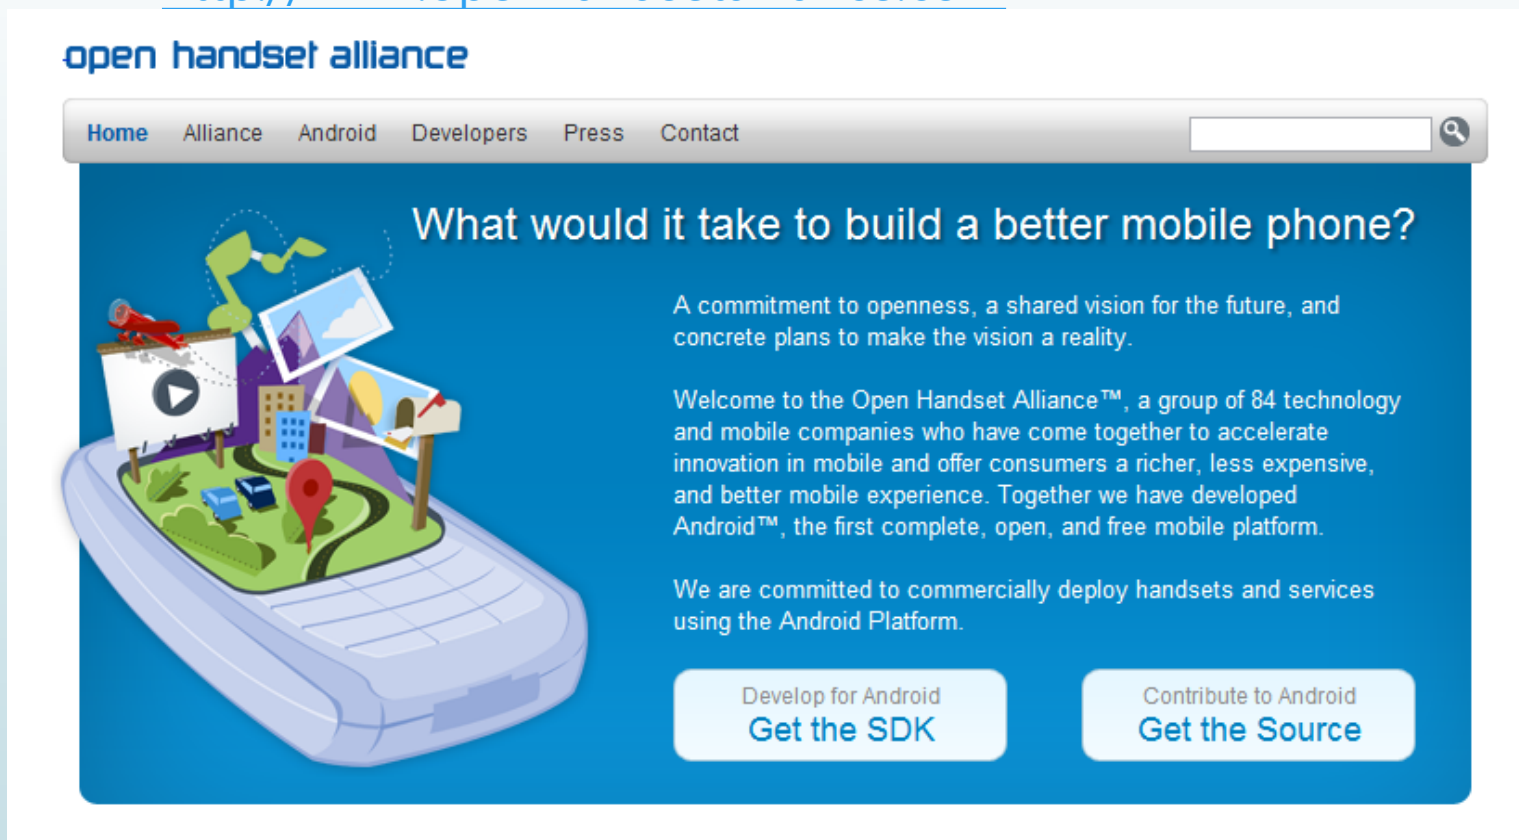 open handset alliance
Home Alliance Android Developers Press Contact
What would it take to build a better mobile phone?
A commitment to openness, a shared vision for the future, and
concrete plans to make the vision a reality.
Welcome to the Open Handset Alliance™, a group of 84 technology
and mobile companies who have come together to accelerate
innovation in mobile and offer consumers a richer, less expensive,
and better mobile experience. Together we have developed
Android™, the first complete, open, and free mobile platform.
We are committed to commercially deploy handsets and services
using the Android Platform.
Develop for Android
Get the SDK
Contribute to Android
Get the Source